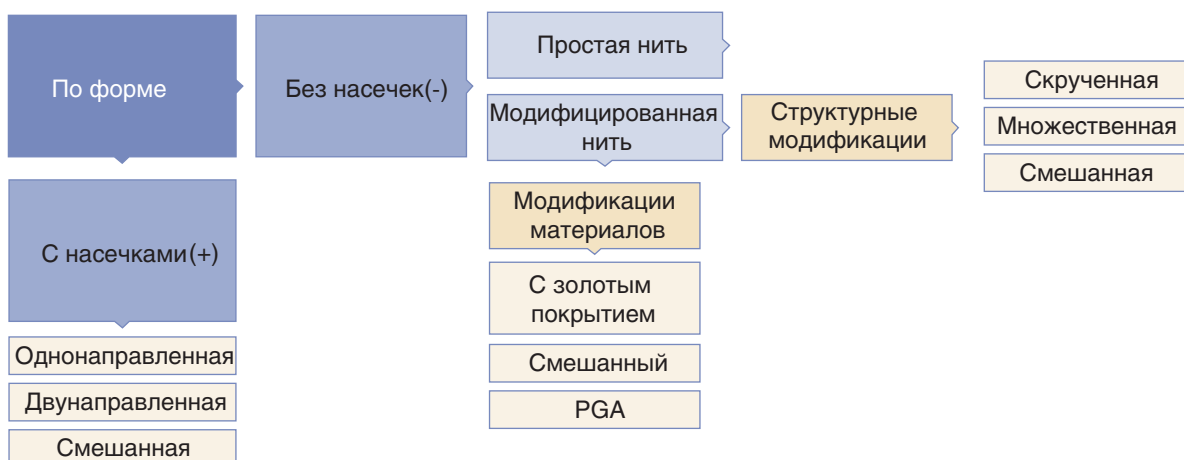 По форме
Без насечек(-)
Простая нить
Модифицированная
нить
Структурные
модификации
Скрученная
Множественная
Смешанная
С насечками(+)
Модификации
материалов
С золотым
покрытием
Смешанный
PGA
Однонаправленная
Двунаправленная
Смешанная